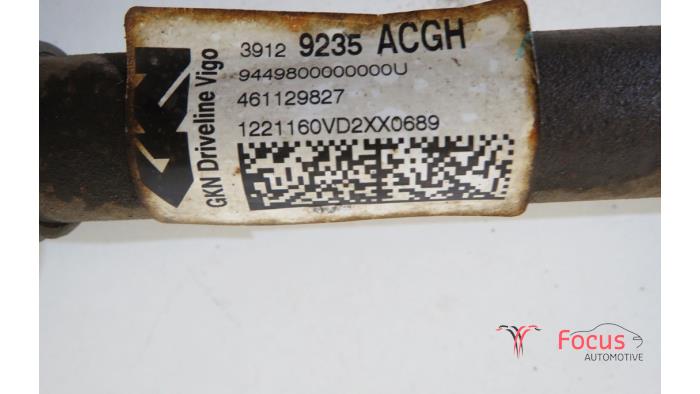 GKN Driveline Vigo
3912 9235 ACGH
9449800000000U
461129827
1221160VD2XX0689
Focus
AUTOMOTIVE